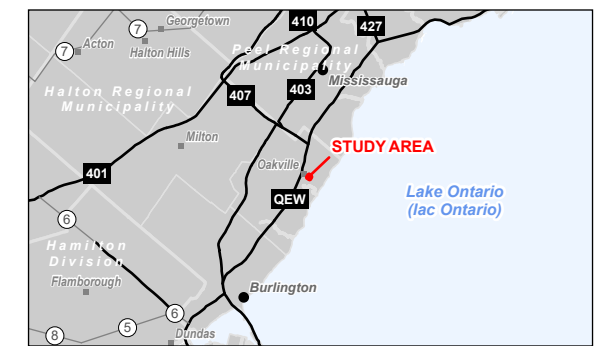 410
427
Georgetown
7
7
Acton
Halton Hills
Peel Regional
Municipality
Mississauga
Halton Regional
Municipality
407
403
Milton
STUDY AREA
Oakville
401
Lake Ontario
(lac Ontario)
QEW
6
Hamilton
Division
Flamborough
Burlington
6
5
8
Dundas